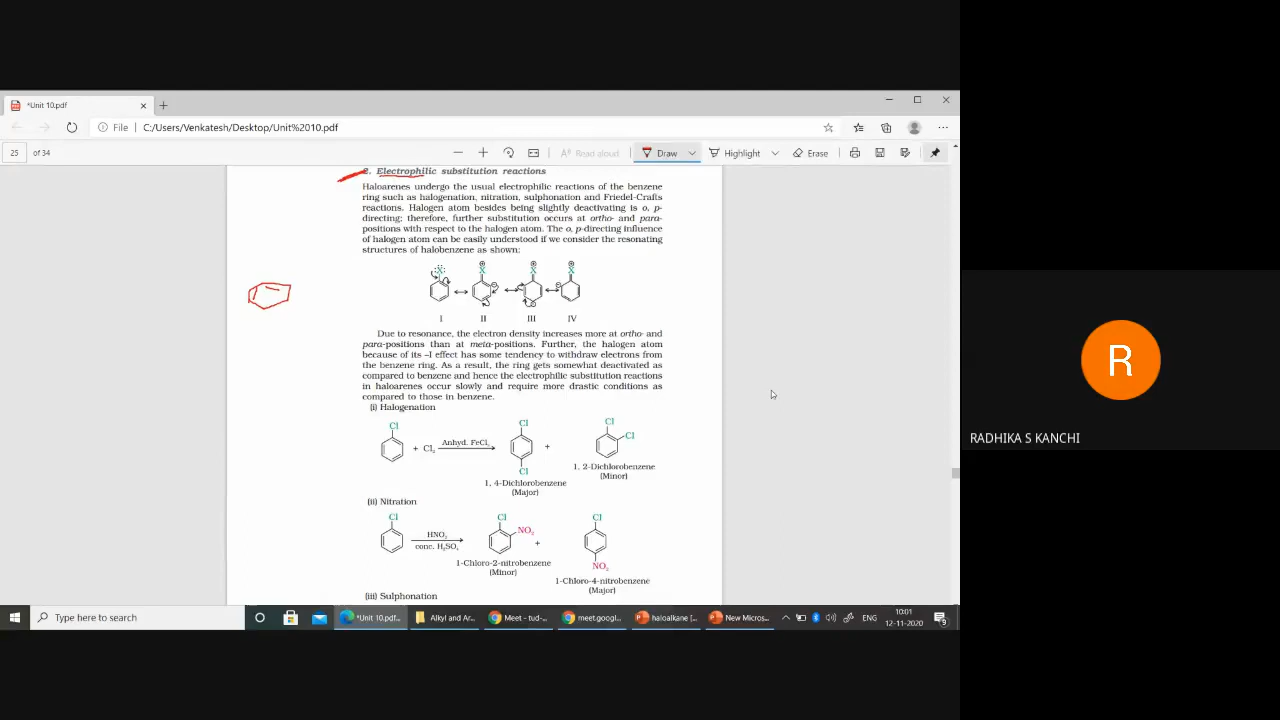 *Unit 10.pdf
File C:/Users/Venkatesh/Desktop/Unit%2010.pdf
25 of 34
Read aloud Draw Highlight Erase
2. Electrophilic substitution reactions
Haloarenes undergo the usual electrophilic reactions of the benzene
ring such as halogenation, nitration, sulphonation and Friedel-Crafts
reactions. Halogen atom besides being slightly deactivating is o, p-
directing; therefore, further substitution occurs at ortho- and para-
positions with respect to the halogen atom. The o, p-directing influence
of halogen atom can be easily understood if we consider the resonating
structures of halobenzene as shown:
X X X X
I II III IV
Due to resonance, the electron density increases more at ortho- and
para-positions than at meta-positions. Further, the halogen atom
because of its –I effect has some tendency to withdraw electrons from
the benzene ring. As a result, the ring gets somewhat deactivated as
compared to benzene and hence the electrophilic substitution reactions
in haloarenes occur slowly and require more drastic conditions as
compared to those in benzene.
(i) Halogenation
Cl + Cl₂ Anhyd. FeCl₃ Cl Cl + Cl Cl
1, 4-Dichlorobenzene
(Major)
1, 2-Dichlorobenzene
(Minor)
(ii) Nitration
Cl HNO₃ conc. H₂SO₄ Cl NO₂ + Cl NO₂
1-Chloro-2-nitrobenzene
(Minor)
1-Chloro-4-nitrobenzene
(Major)
(iii) Sulphonation
R
RADHIKA S KANCHI
Type here to search
*Unit 10.pdf... Alkyl and Ar... Meet - tud-... meet.googl... haloalkane [... New Micros...
ENG
10:01
12-11-2020
9